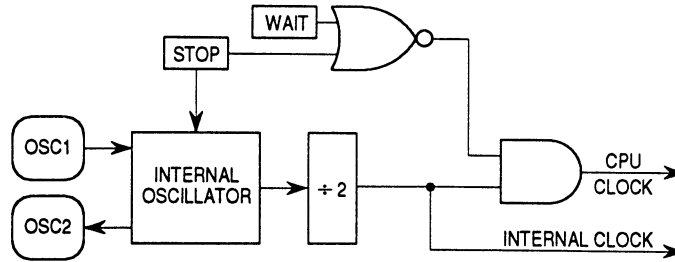 WAIT
STOP
OSC1
INTERNAL
OSCILLATOR
÷ 2
OSC2
CPU
CLOCK
INTERNAL CLOCK